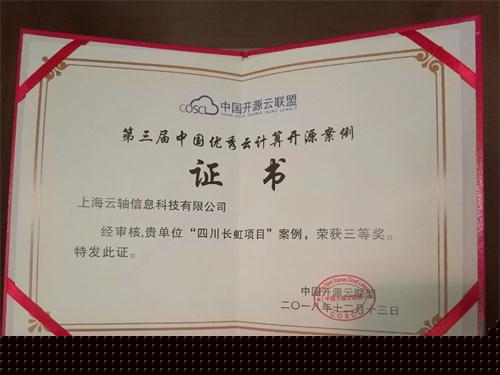 COSCL 中国开源云联盟
第三届中国优秀云计算开源案例
证 书
上海云轴信息科技有限公司
经审核,贵单位“四川长虹项目”案例，荣获三等奖。
特发此证。
中国开源云联盟
二〇一八年十二月十三日